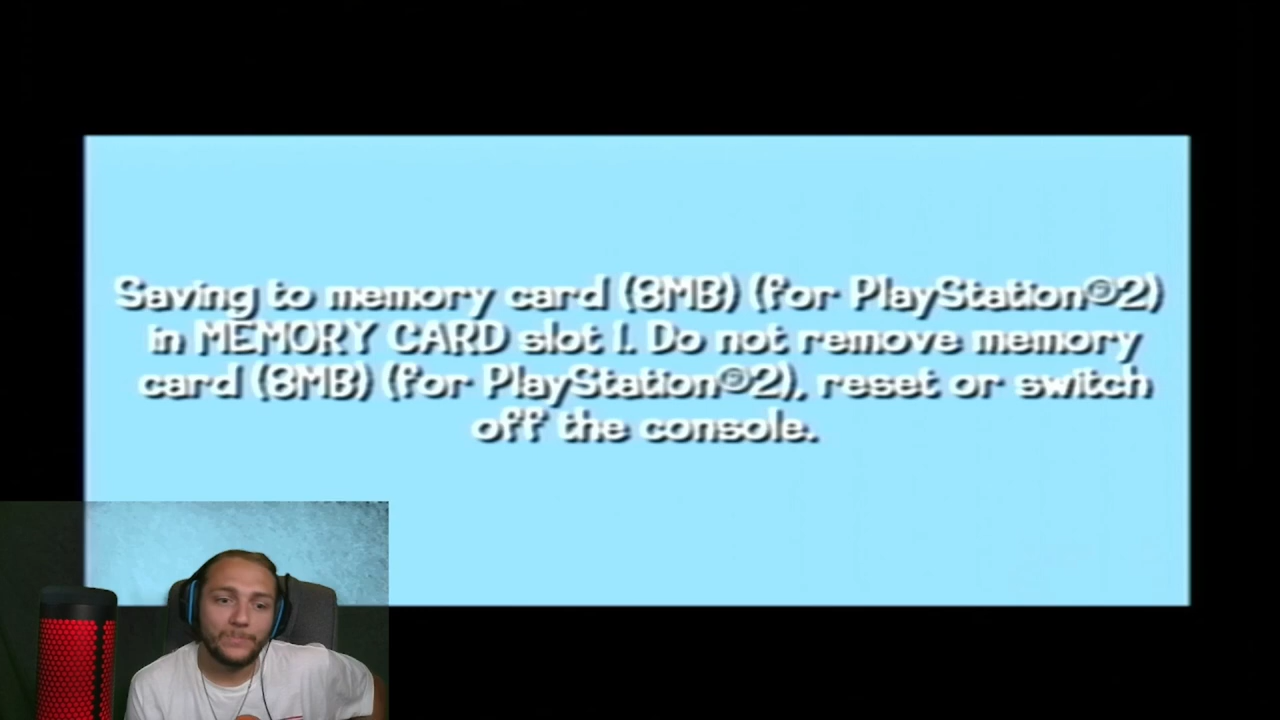 Saving to memory card (8MB) (for PlayStation®2)
in MEMORY CARD slot 1. Do not remove memory
card (8MB) (for PlayStation®2), reset or switch
off the console.